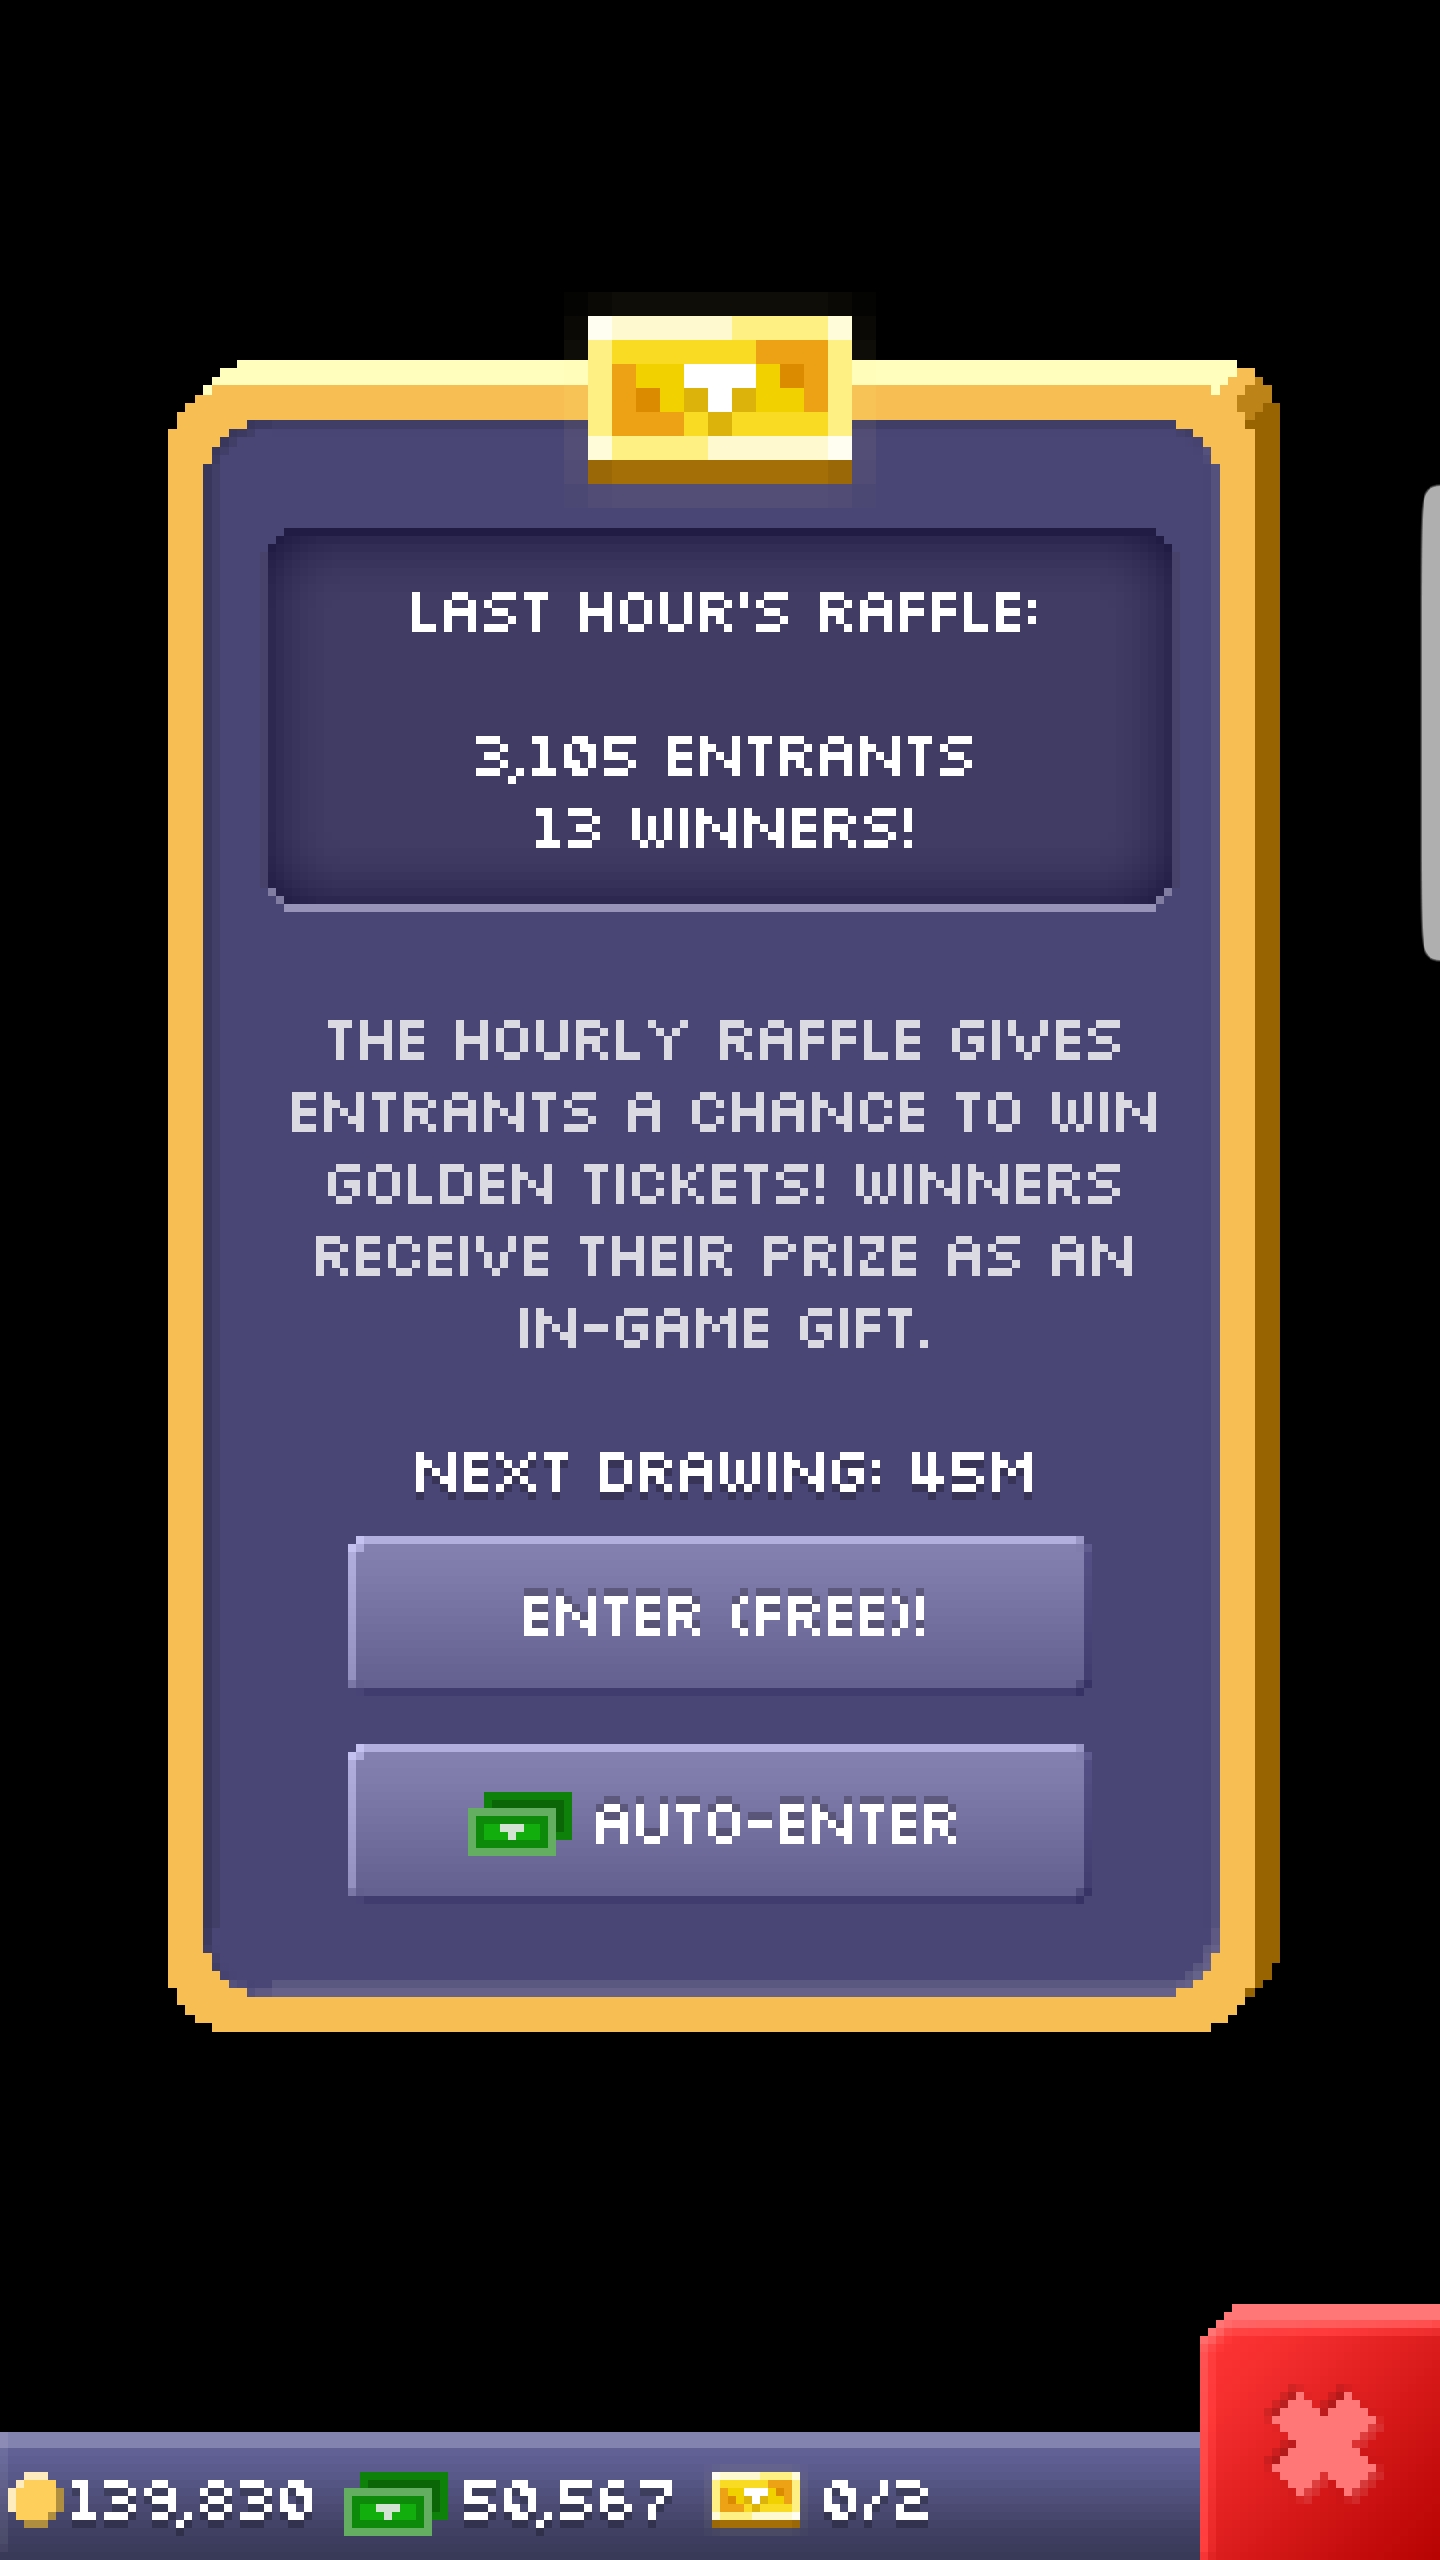 LAST HOUR'S RAFFLE:
3,105 ENTRANTS
13 WINNERS!
THE HOURLY RAFFLE GIVES
ENTRANTS A CHANCE TO WIN
GOLDEN TICKETS! WINNERS
RECEIVE THEIR PRIZE AS AN
IN-GAME GIFT.
NEXT DRAWING: 45M
ENTER (FREE)!
AUTO-ENTER
139,830 50,567 0/2